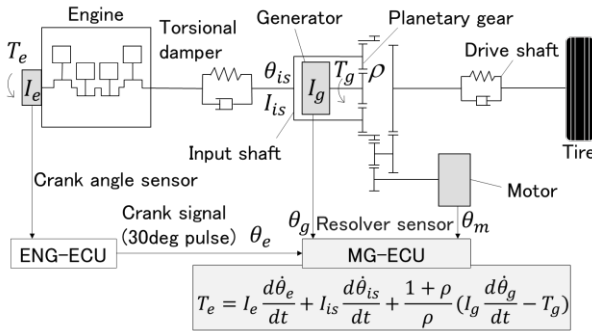 Engine
Torsional
damper
Generator
Planetary gear
Drive shaft
T_e
I_e
θ_is
I_is
I_g
T_g
ρ
Input shaft
Tire
Motor
Crank angle sensor
Crank signal
(30deg pulse)
θ_e
θ_g
Resolver sensor
θ_m
ENG-ECU
MG-ECU
T_e = I_e dθ̇_e/dt + I_is dθ̇_is/dt + (1 + ρ)/ρ (I_g dθ̇_g/dt − T_g)